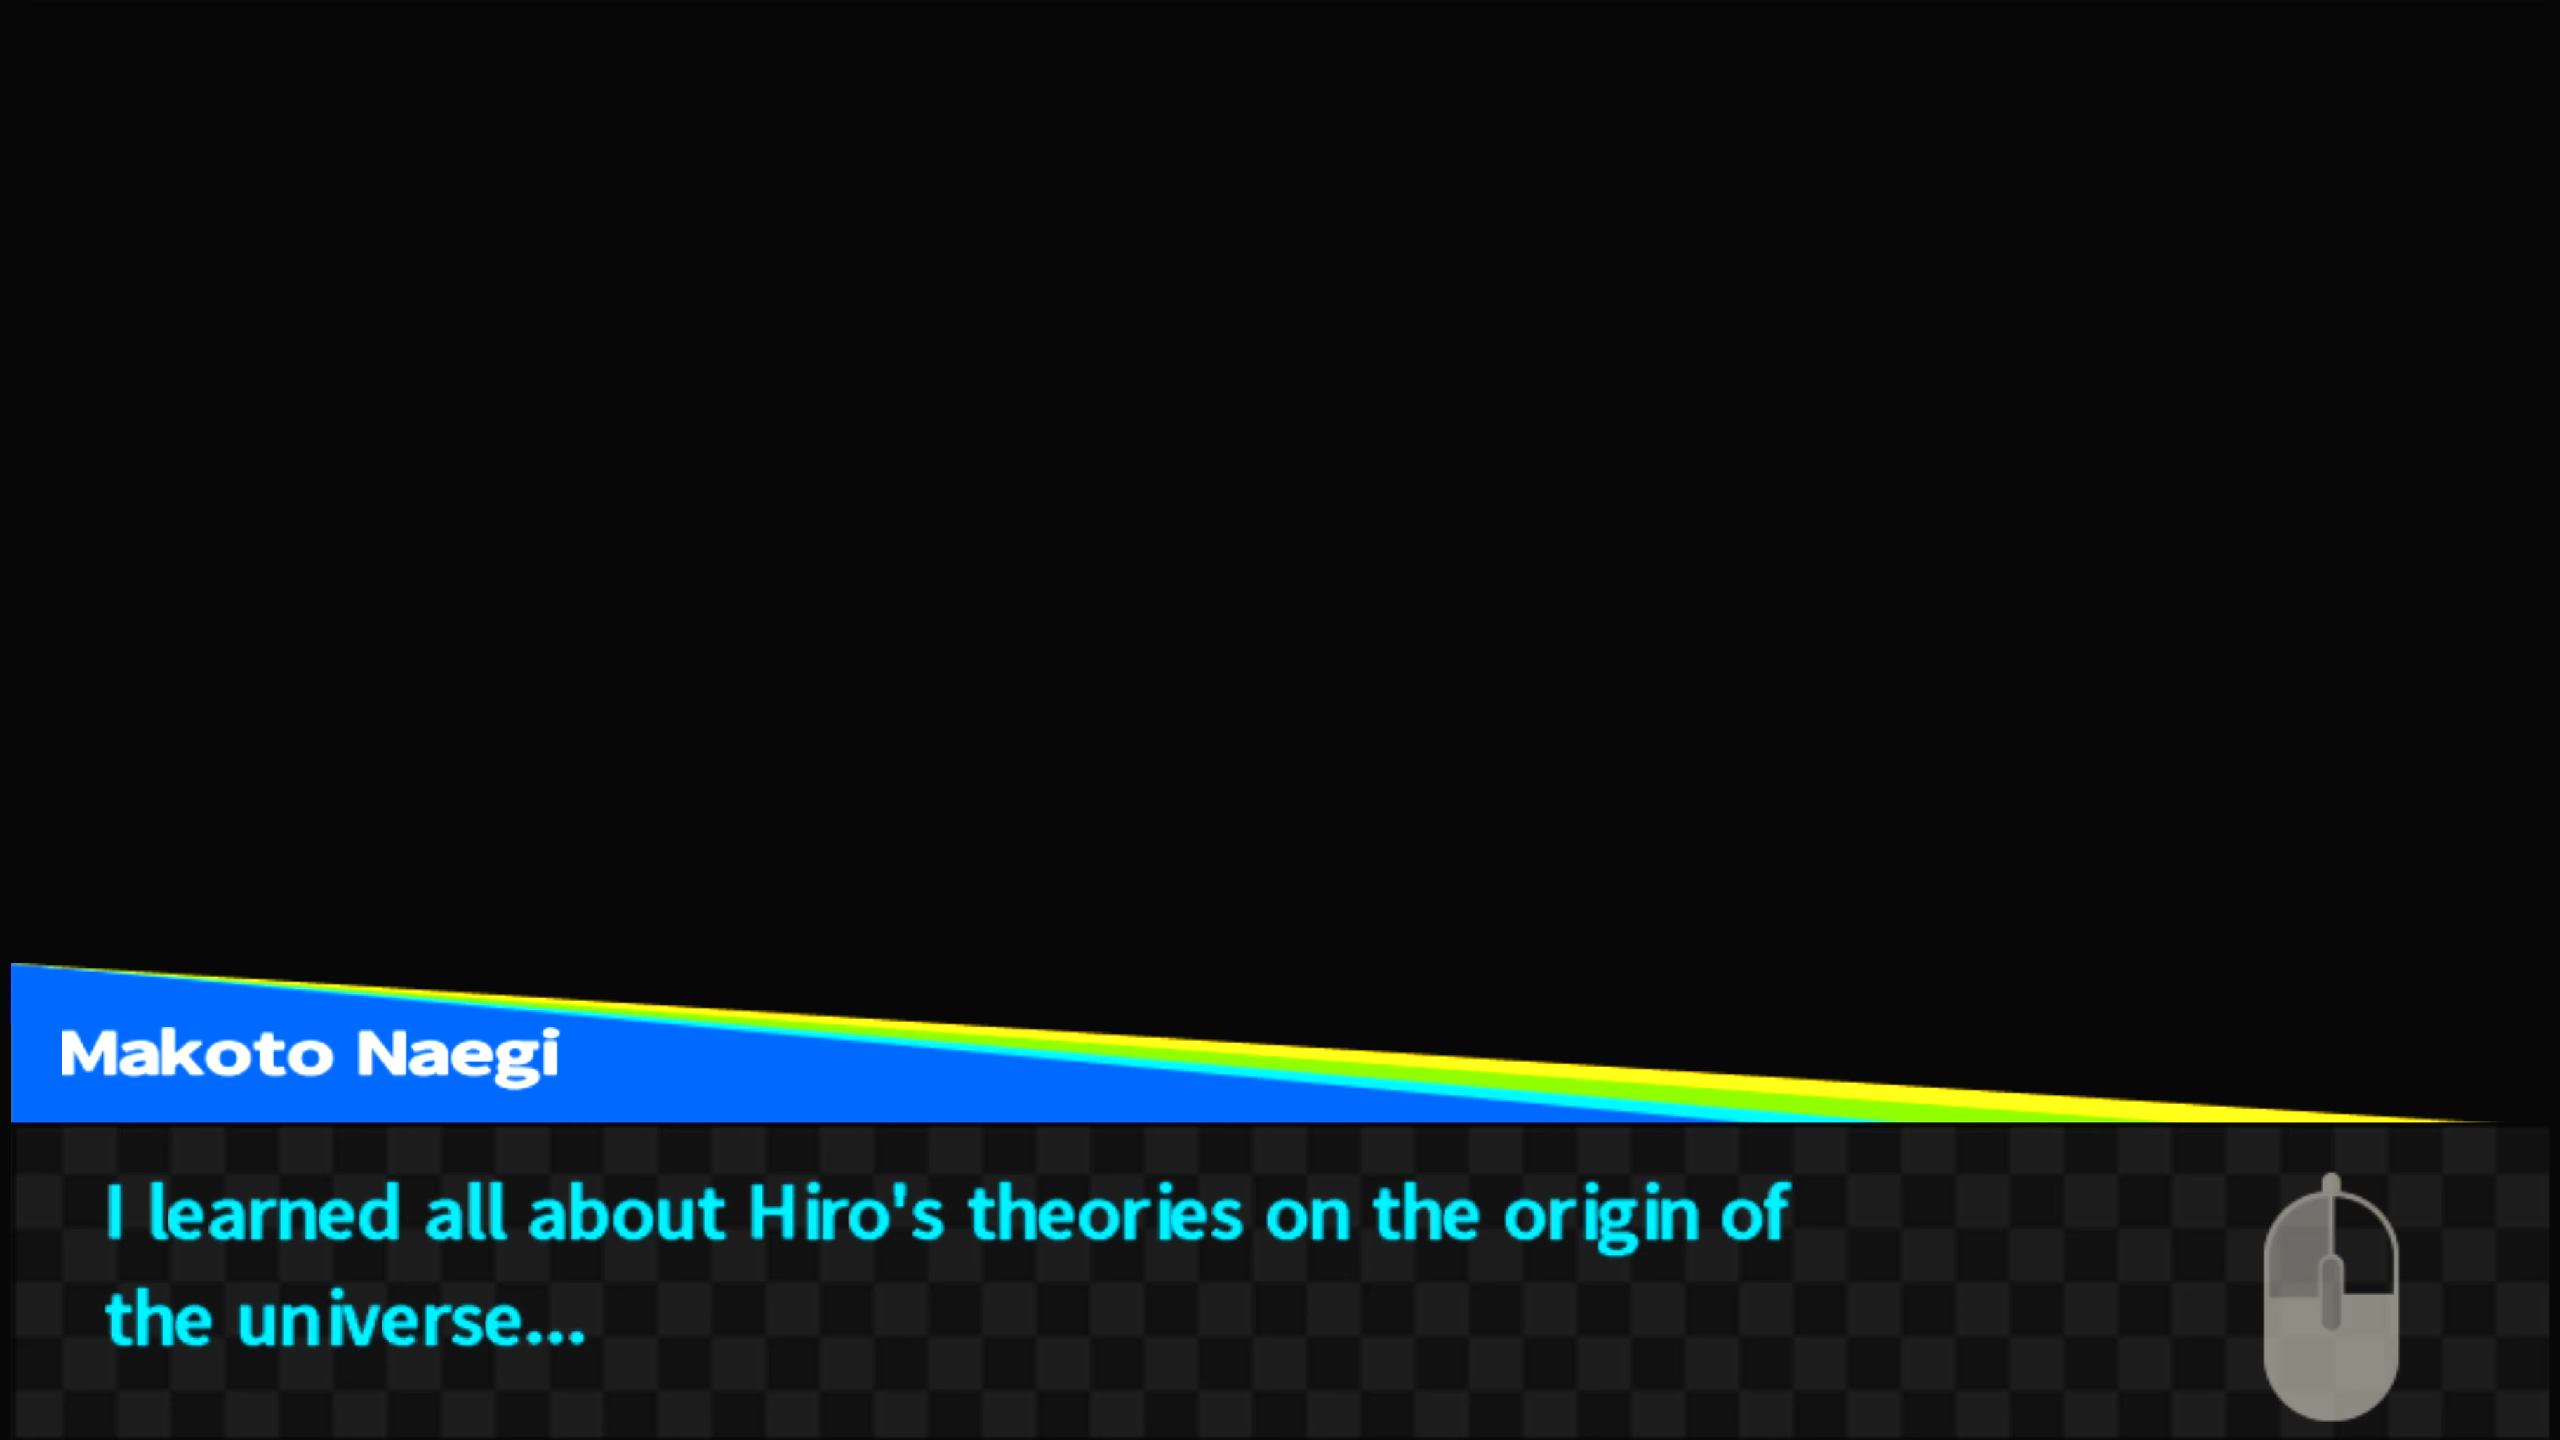 Makoto Naegi
I learned all about Hiro's theories on the origin of
the universe...